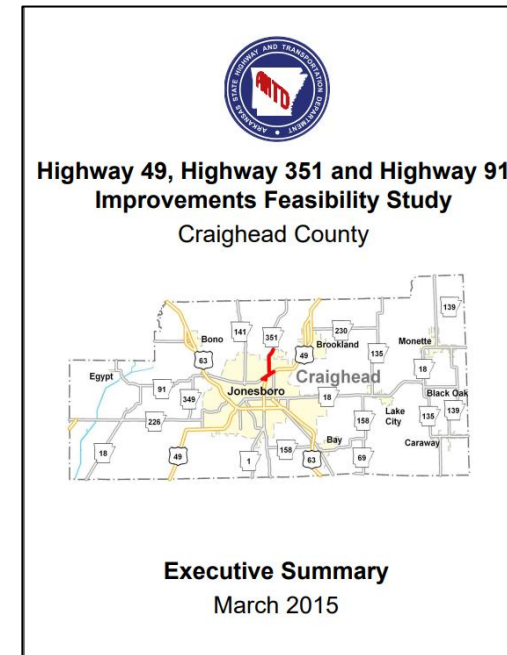 ARKANSAS STATE HIGHWAY AND TRANSPORTATION DEPARTMENT
AHTD
Highway 49, Highway 351 and Highway 91
Improvements Feasibility Study
Craighead County
139
141
351
230
Bono
Brookland
Monette
63
49
135
Egypt
Craighead
18
91
Jonesboro
Black Oak
349
18
Lake City
135
139
226
158
Bay
Caraway
18
49
1
158
63
69
Executive Summary
March 2015